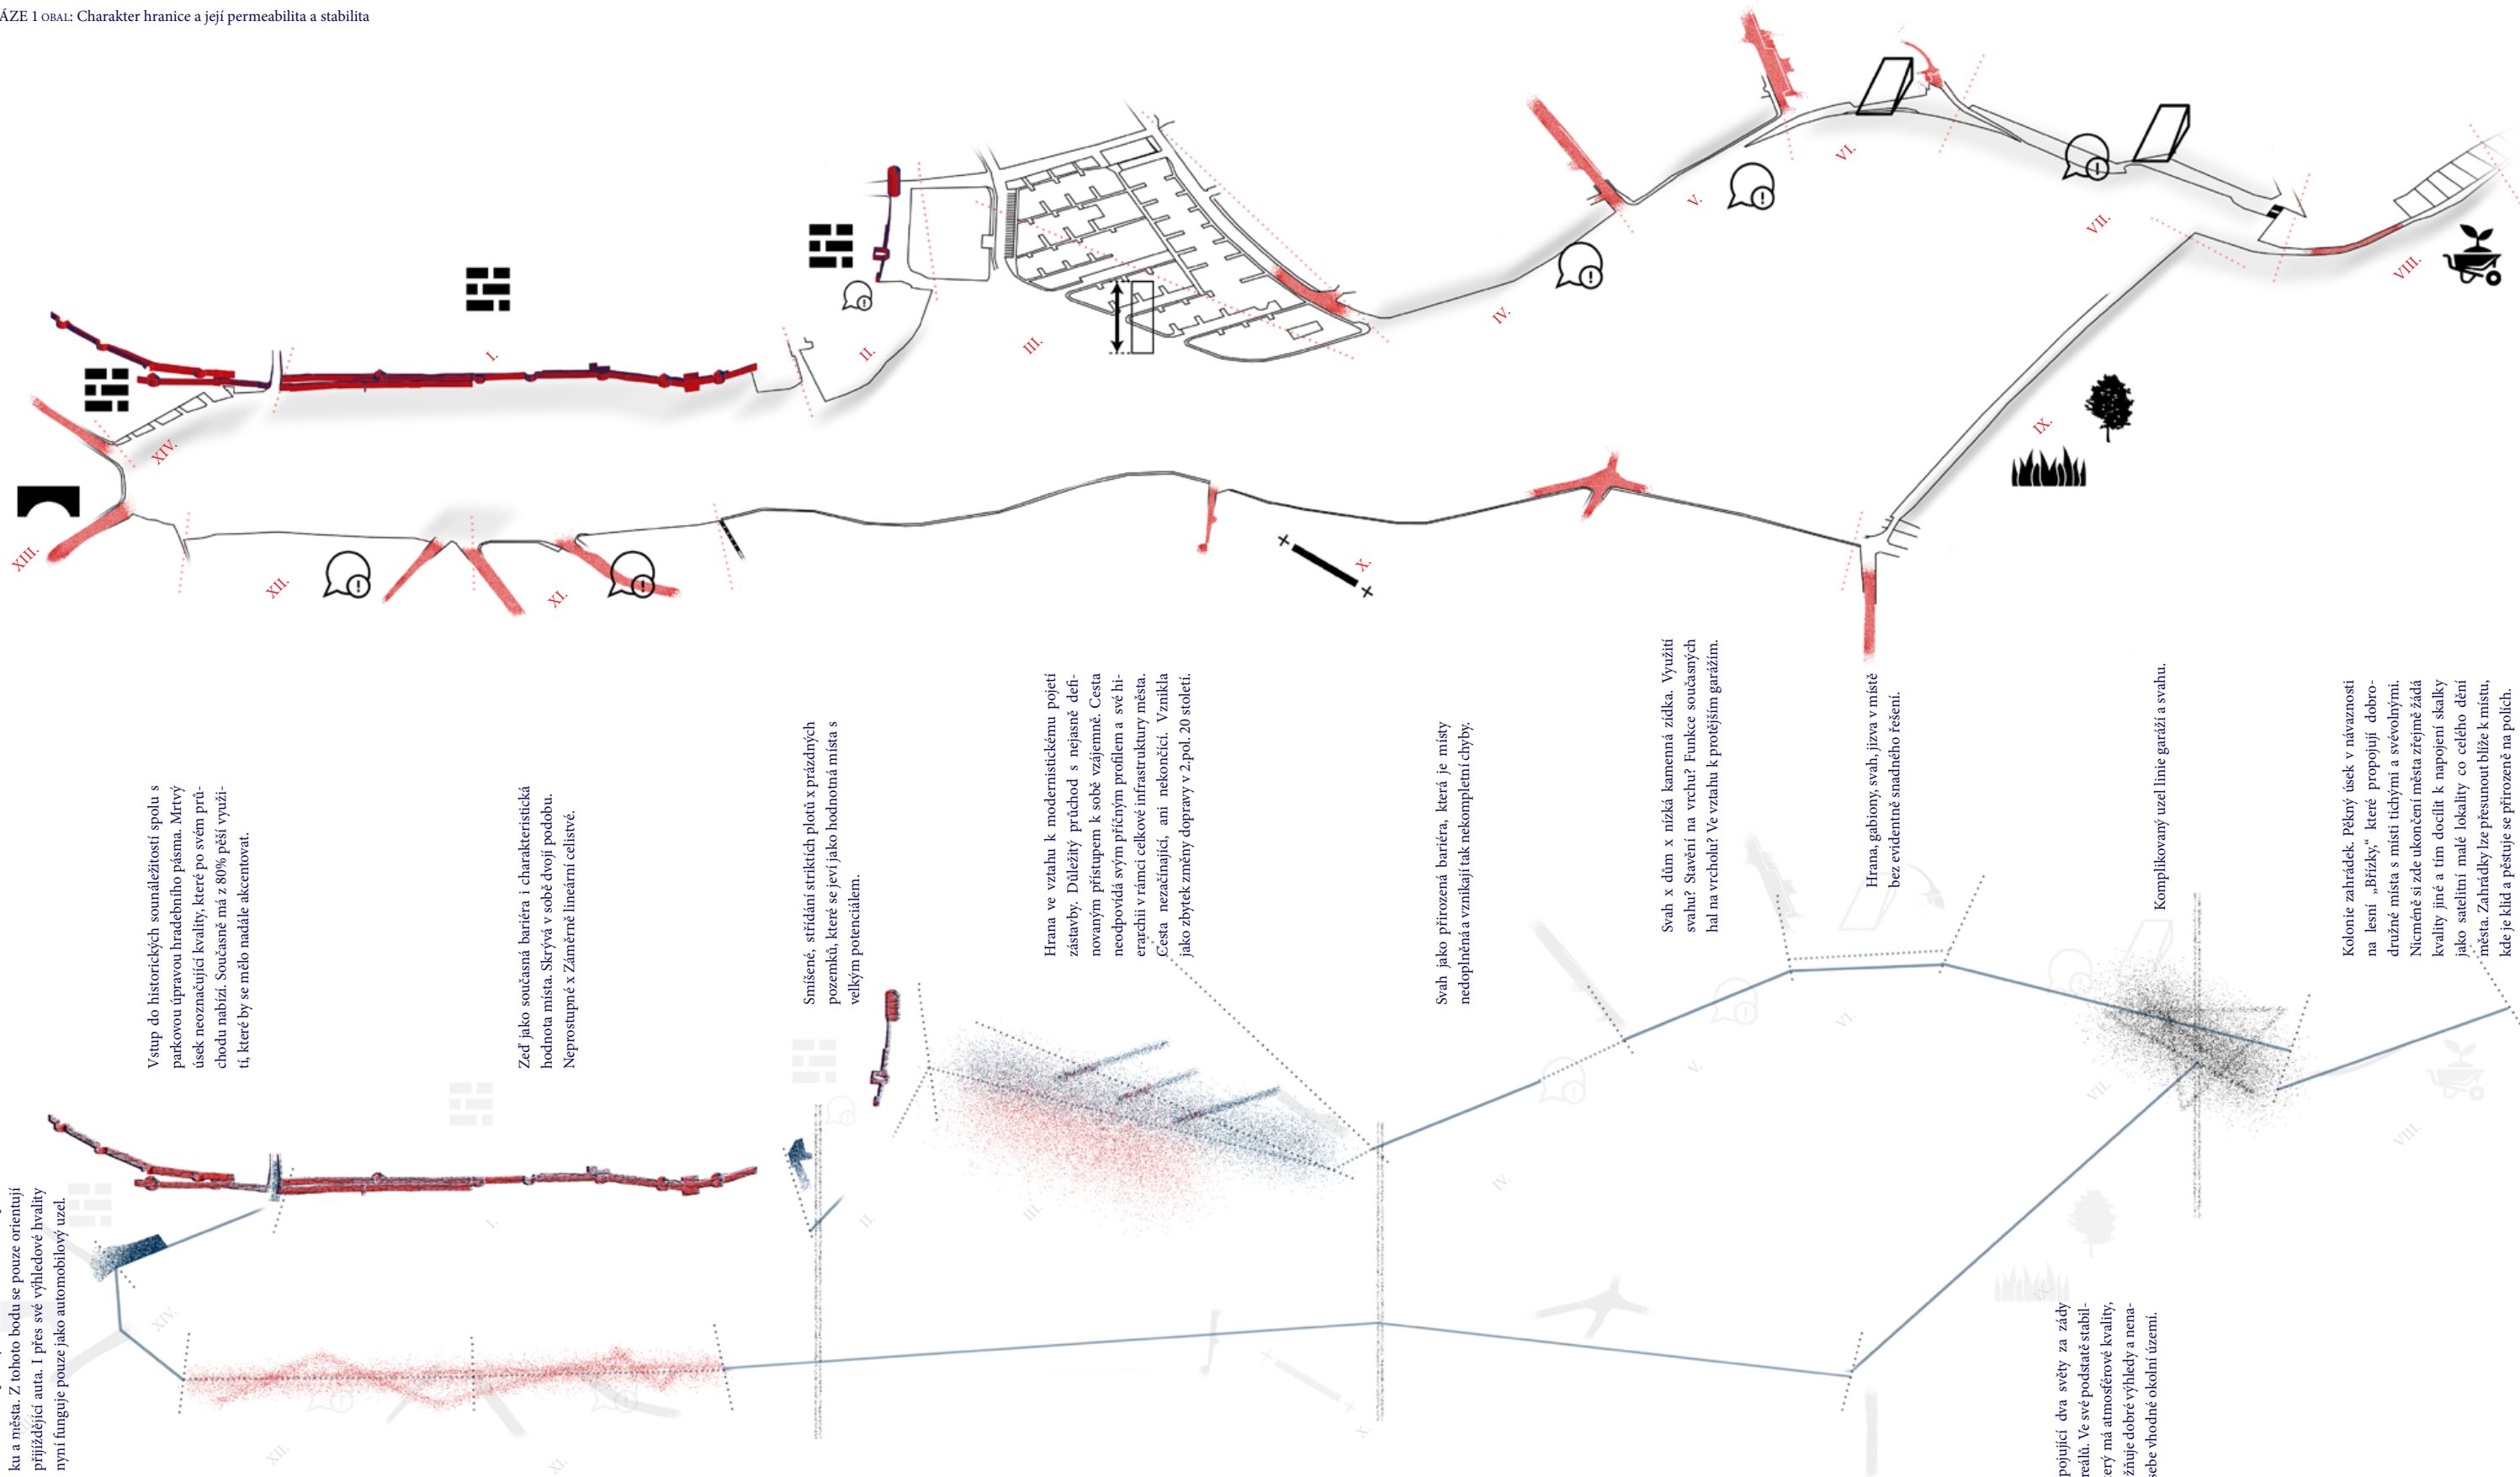 ÁZE 1 OBAL: Charakter hranice a její permeabilita a stabilita
I.
II.
III.
IV.
V.
VI.
VII.
VIII.
IX.
X.
XI.
XII.
XIII.
XIV.
Vstup do historických sounáležitostí spolu s
parkovou úpravou hradebního pásma. Mrtvý
úsek neoznačující kvality, které po svém prů-
chodu nabízí. Současně má z 80% pěší využi-
tí, které by se mělo nadále akcentovat.
Zeď jako současná bariéra i charakteristická
hodnota místa. Skrývá v sobě dvojí podobu.
Neprostupné x Záměrně lineární celistvé.
Smíšené, střídání striktích plotů x prázdných
pozemků, které se jeví jako hodnotná místa s
velkým potenciálem.
Hrana ve vztahu k modernistickému pojetí
zástavby. Důležitý průchod s nejasně defi-
novaným přístupem k sobě vzájemně. Cesta
neodpovídá svým příčným profilem a své hi-
erarchii v rámci celkové infrastruktury města.
Cesta nezačínající, ani nekončící. Vznikla
jako zbytek změny dopravy v 2.pol. 20 století.
Svah jako přirozená bariéra, která je místy
nedoplněná a vznikají tak nekompletní chyby.
Svah x dům x nízká kamenná zídka. Využití
svahu? Stavění na vrchu? Funkce současných
hal na vrcholu? Ve vztahu k protějším garážím.
Hrana, gabiony, svah, jizva v místě
bez evidentně snadného řešení.
Komplikovaný uzel linie garáží a svahu.
Kolonie zahrádek. Pěkný úsek v návaznosti
na lesní „Břízky,“ které propojují dobro-
družné místa s místi tichými a svévolnými.
Nicméně si zde ukončení města zřejmě žádá
kvality jiné a tím docílit k napojení skalky
jako satelitní malé lokality co celého dění
města. Zahrádky lze přesunout blíže k místu,
kde je klid a pěstuje se přirozeně na polích.
ku a města. Z tohoto bodu se pouze orientují
přijíždějící auta. I přes své výhledové hvality
nyní funguje pouze jako automobilový uzel.
pojující dva světy za zády
reálů. Ve své podstatě stabil-
terý má atmosférové kvality,
žňuje dobré výhledy a nena-
sebe vhodné okolní území.
I.
II.
III.
IV.
V.
VI.
VII.
VIII.
IX.
X.
XI.
XII.
XIV.